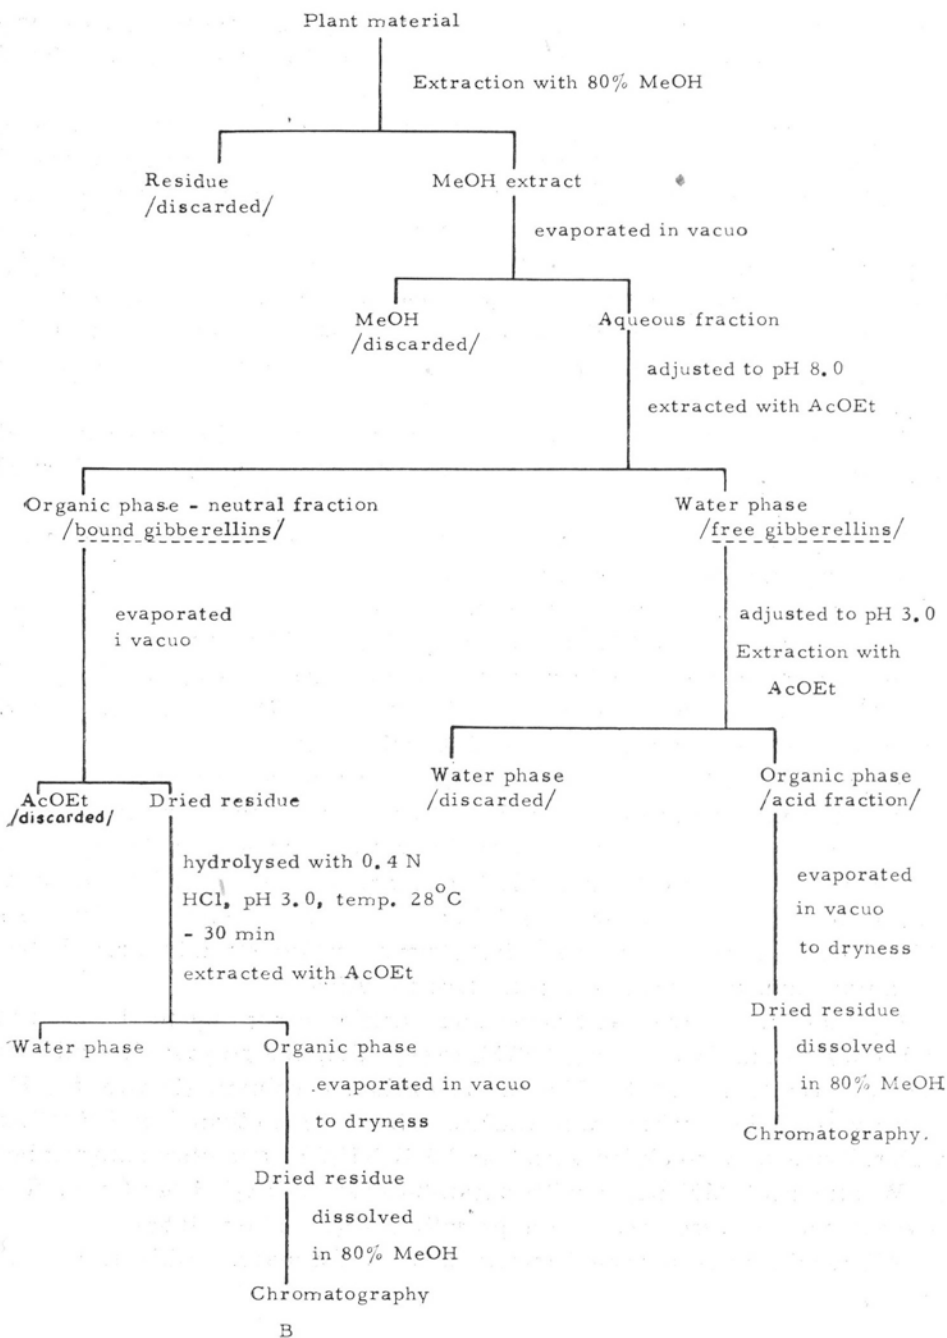 Plant material
Extraction with 80% MeOH
Residue
/discarded/
MeOH extract
evaporated in vacuo
MeOH
/discarded/
Aqueous fraction
adjusted to pH 8.0
extracted with AcOEt
Organic phase - neutral fraction
/bound gibberellins/
Water phase
/free gibberellins/
evaporated
i vacuo
adjusted to pH 3.0
Extraction with
AcOEt
AcOEt
/discarded/
Dried residue
Water phase
/discarded/
Organic phase
/acid fraction/
hydrolysed with 0.4 N
HCl, pH 3.0, temp. 28°C
- 30 min
extracted with AcOEt
evaporated
in vacuo
to dryness
Water phase
Organic phase
evaporated in vacuo
to dryness
Dried residue
dissolved
in 80% MeOH
Chromatography.
Dried residue
dissolved
in 80% MeOH
Chromatography
B